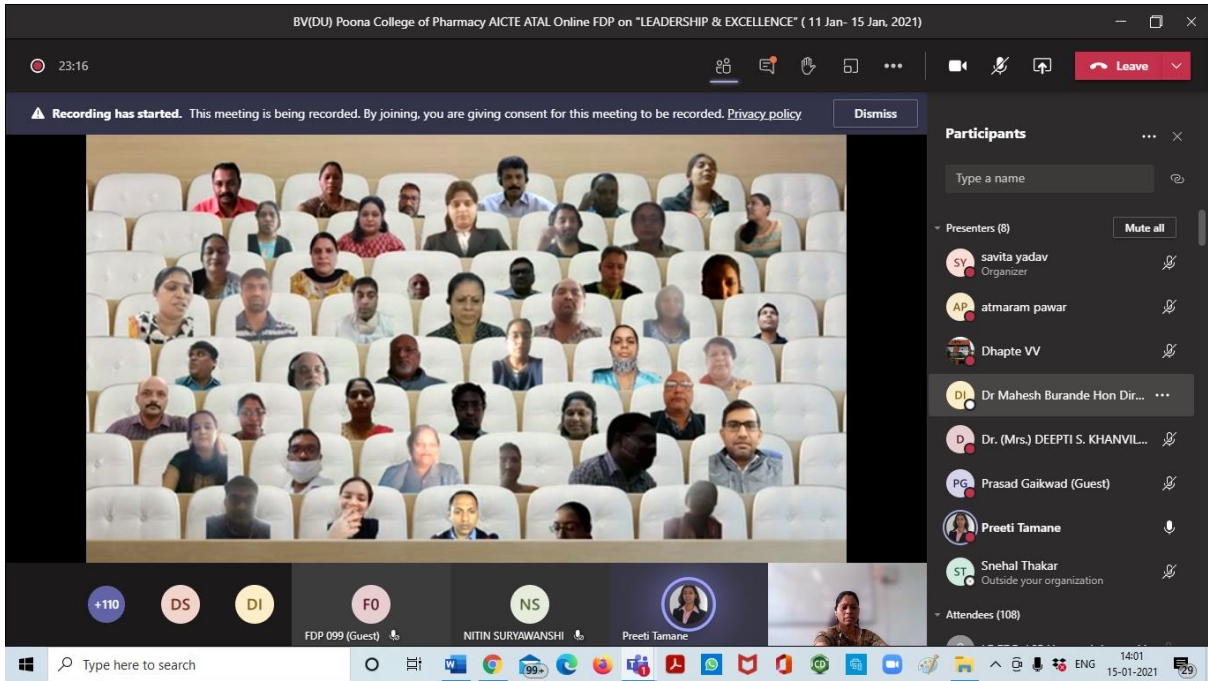 BV(DU) Poona College of Pharmacy AICTE ATAL Online FDP on "LEADERSHIP & EXCELLENCE" ( 11 Jan- 15 Jan, 2021)
23:16
Leave
Recording has started. This meeting is being recorded. By joining, you are giving consent for this meeting to be recorded. Privacy policy
Dismiss
Participants
Type a name
Presenters (8)
Mute all
SY
savita yadav
Organizer
AP
atmaram pawar
Dhapte VV
DI
Dr Mahesh Burande Hon Dir...
D
Dr. (Mrs.) DEEPTI S. KHANVIL...
PG
Prasad Gaikwad (Guest)
Preeti Tamane
ST
Snehal Thakar
Outside your organization
Attendees (108)
+110
DS
DI
F0
FDP 099 (Guest)
NS
NITIN SURYAWANSHI
Preeti Tamane
Type here to search
99+
ENG
14:01
15-01-2021
29